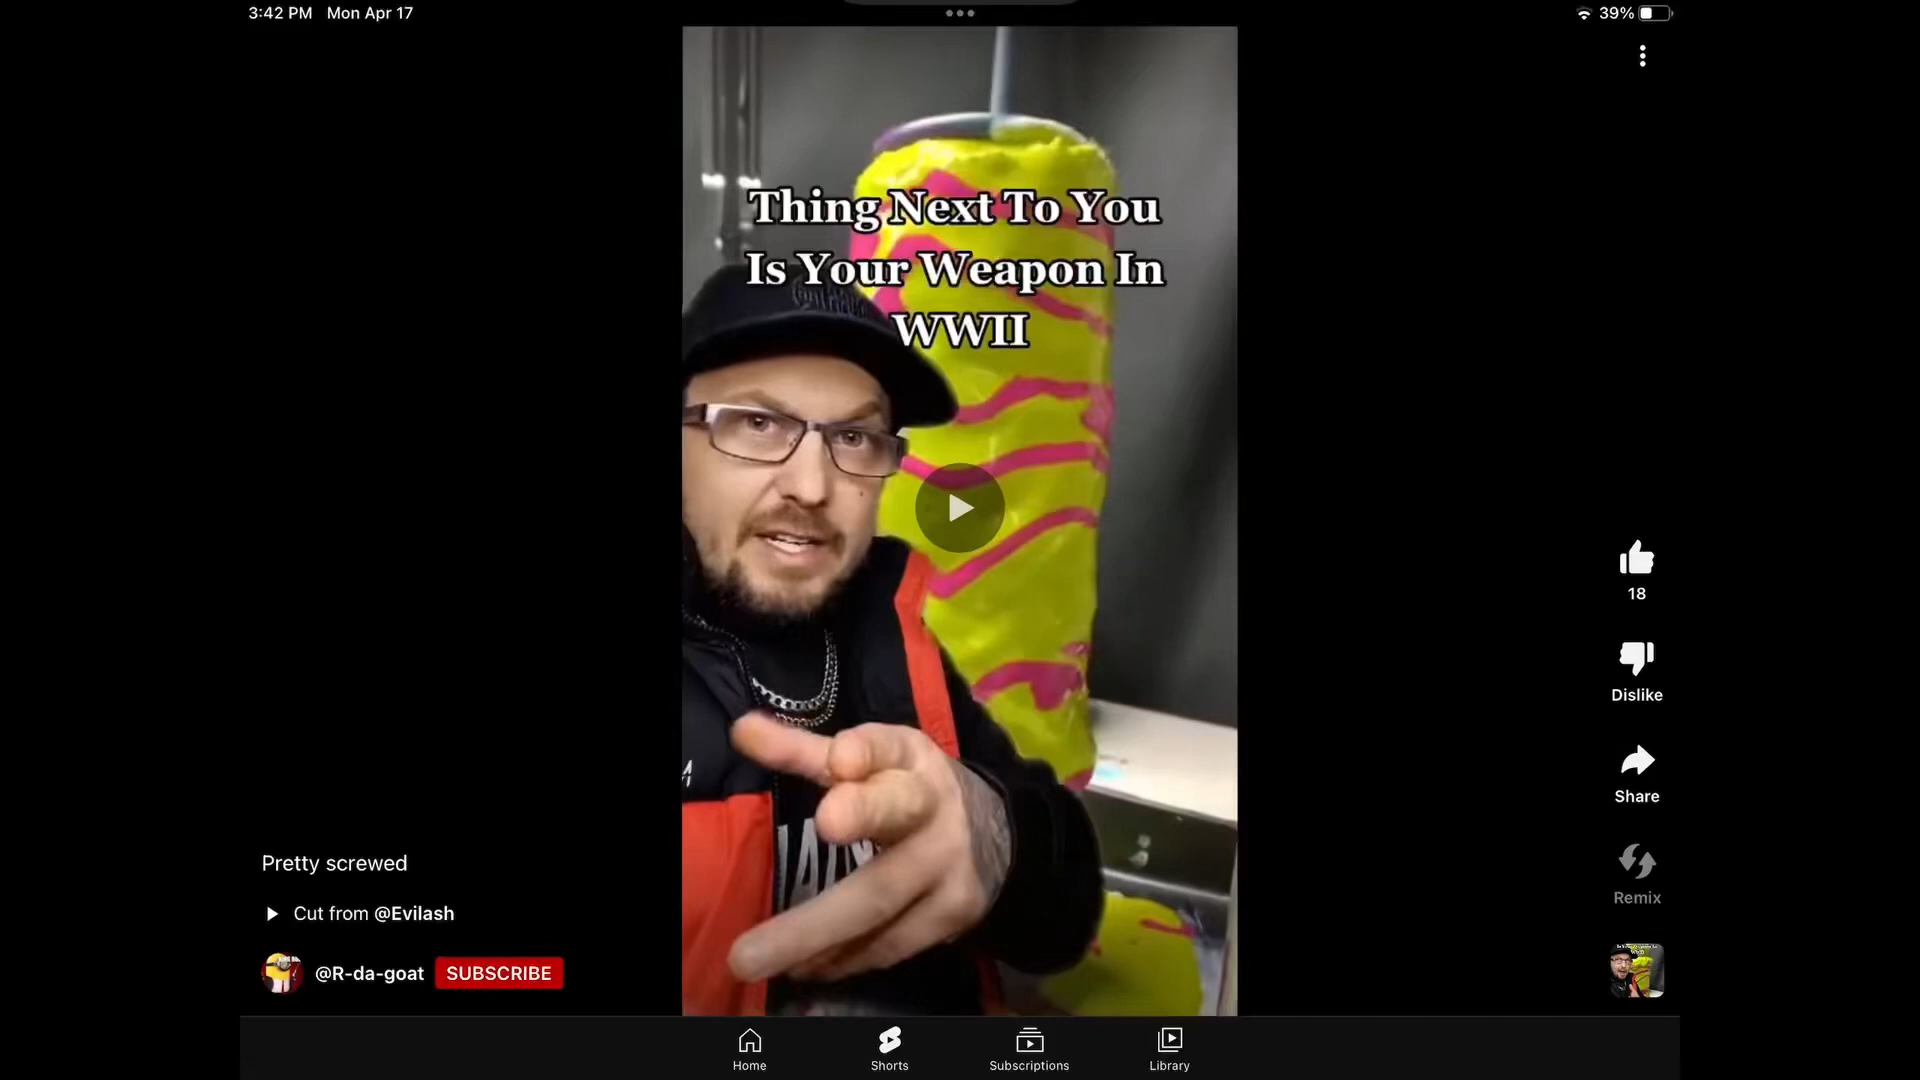 3:42 PM Mon Apr 17
39%
Thing Next To You
Is Your Weapon In
WWII
18
Dislike
Share
Remix
Pretty screwed
Cut from @Evilash
@R-da-goat SUBSCRIBE
Home Shorts Subscriptions Library